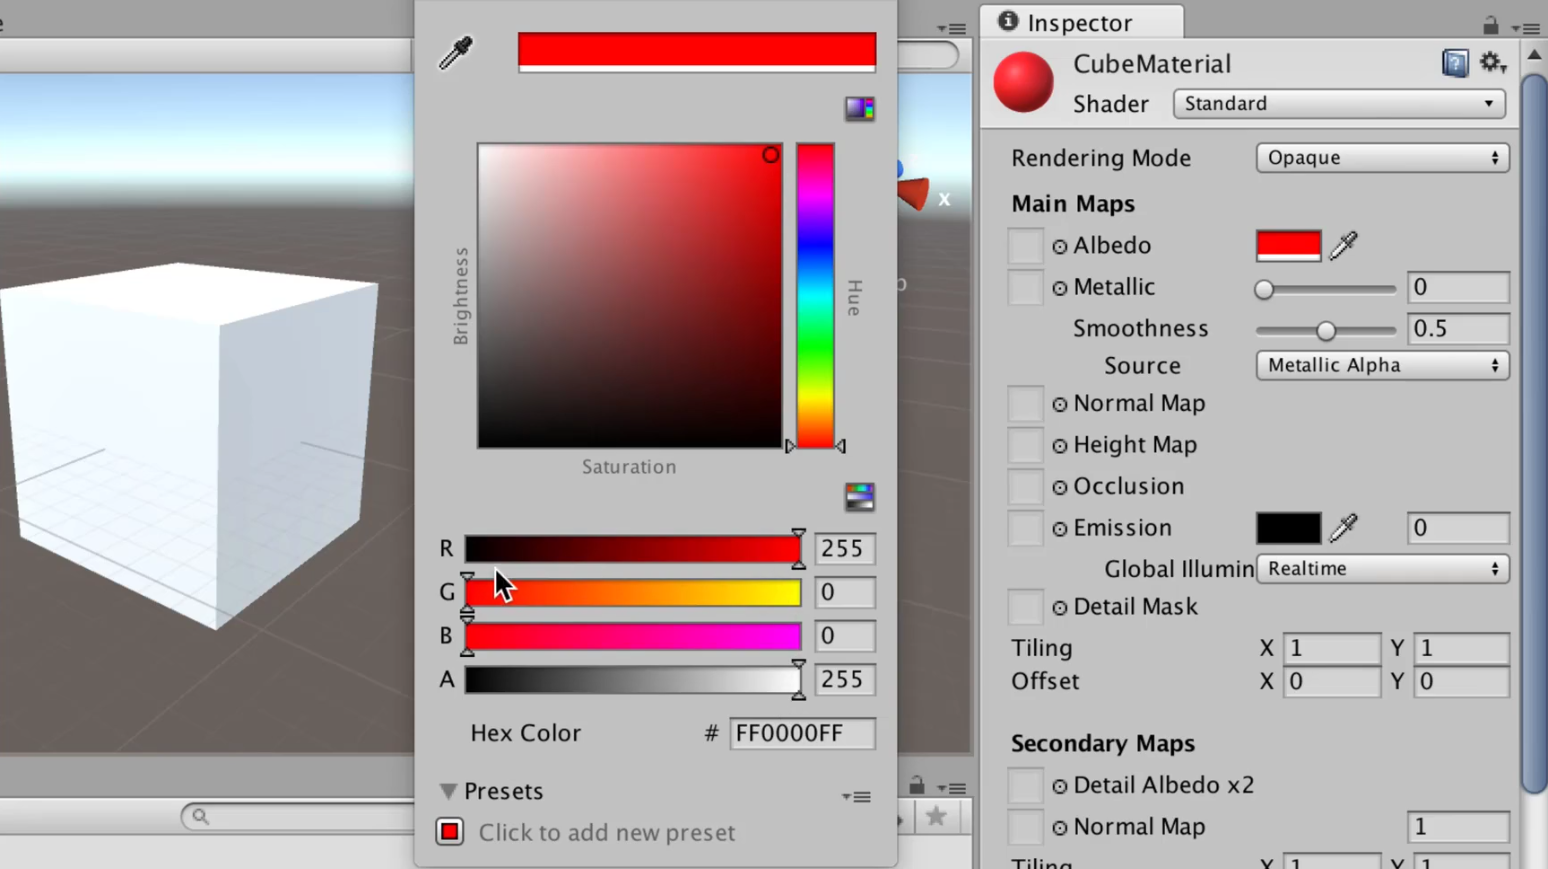 Inspector
CubeMaterial
Shader Standard
Rendering Mode Opaque
Main Maps
Albedo
Metallic 0
Smoothness 0.5
Source Metallic Alpha
Normal Map
Height Map
Occlusion
Emission 0
Global Illumin Realtime
Detail Mask
Tiling X 1 Y 1
Offset X 0 Y 0
Secondary Maps
Detail Albedo x2
Normal Map 1
Tiling X 1 Y 1
x
Brightness
Hue
Saturation
R 255
G 0
B 0
A 255
Hex Color # FF0000FF
Presets
Click to add new preset